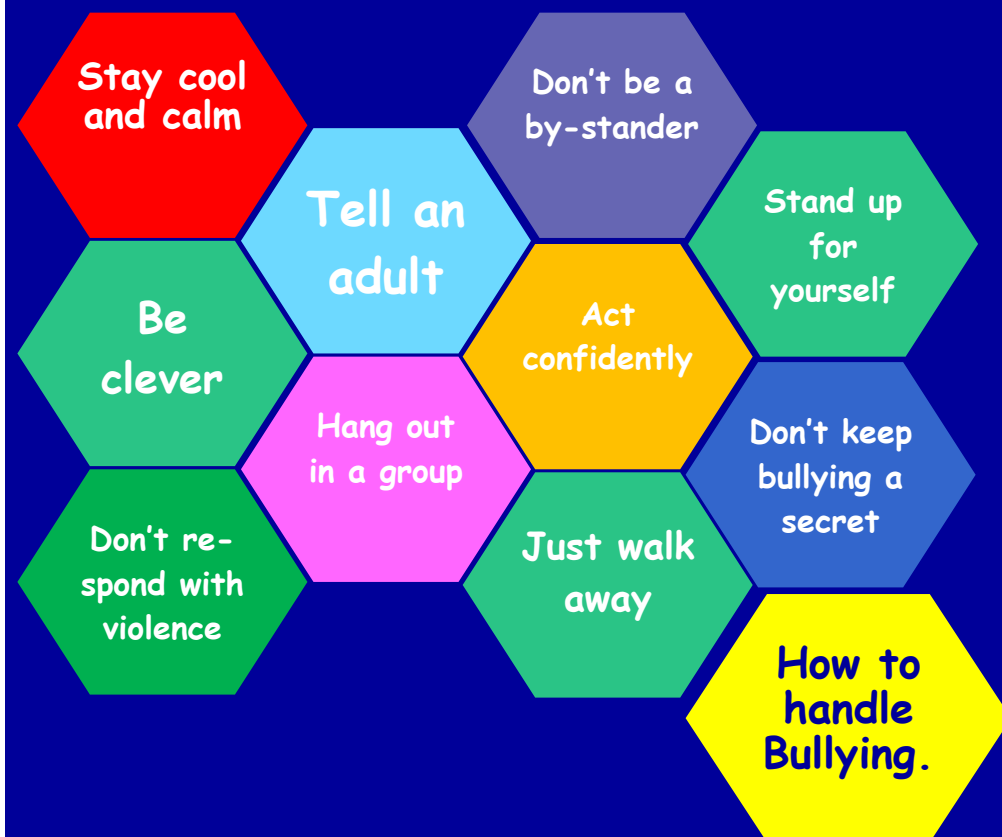 Stay cool
and calm
Don't be a
by-stander
Tell an
adult
Stand up
for
yourself
Be
clever
Act
confidently
Hang out
in a group
Don't keep
bullying a
secret
Don't re-
spond with
violence
Just walk
away
How to
handle
Bullying.